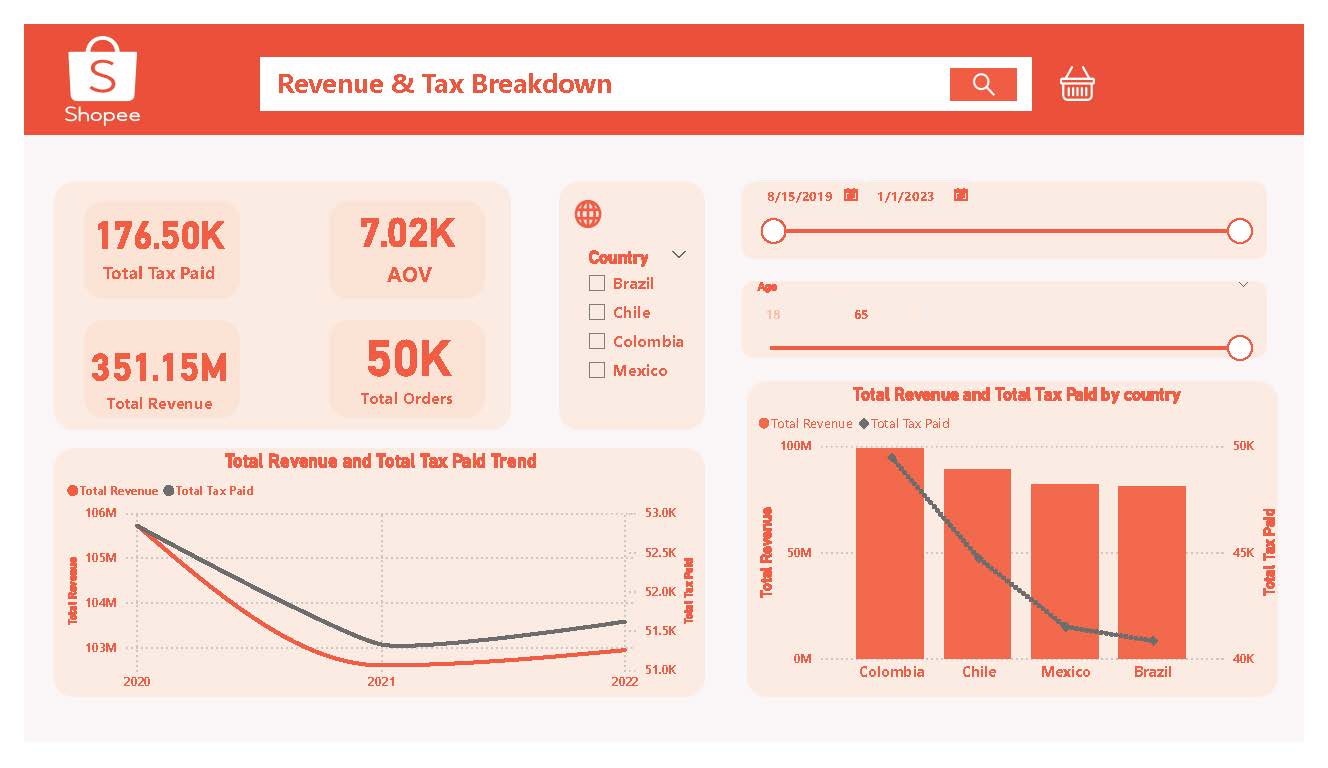 S
Shopee
Revenue & Tax Breakdown
176.50K
Total Tax Paid
7.02K
AOV
351.15M
Total Revenue
50K
Total Orders
Country
Brazil
Chile
Colombia
Mexico
8/15/2019 1/1/2023
Age
18 65
Total Revenue and Total Tax Paid Trend
Total Revenue Total Tax Paid
106M
105M
104M
103M
Total Revenue
53.0K
52.5K
52.0K
51.5K
51.0K
Total Tax Paid
2020 2021 2022
Total Revenue and Total Tax Paid by country
Total Revenue Total Tax Paid
100M
50M
0M
Total Revenue
50K
45K
40K
Total Tax Paid
Colombia Chile Mexico Brazil